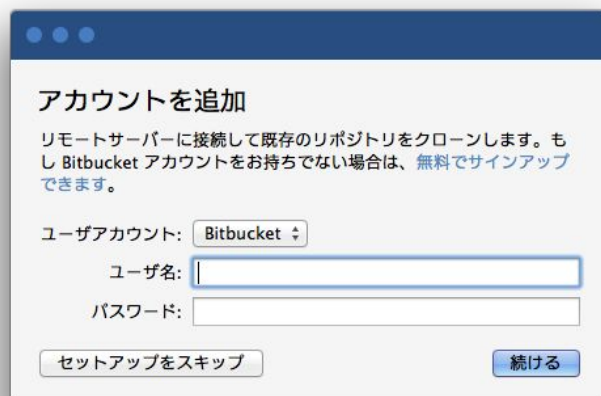 アカウントを追加
リモートサーバーに接続して既存のリポジトリをクローンします。も
し Bitbucket アカウントをお持ちでない場合は、無料でサインアップ
できます。
ユーザアカウント: Bitbucket
ユーザ名:
パスワード:
セットアップをスキップ 続ける